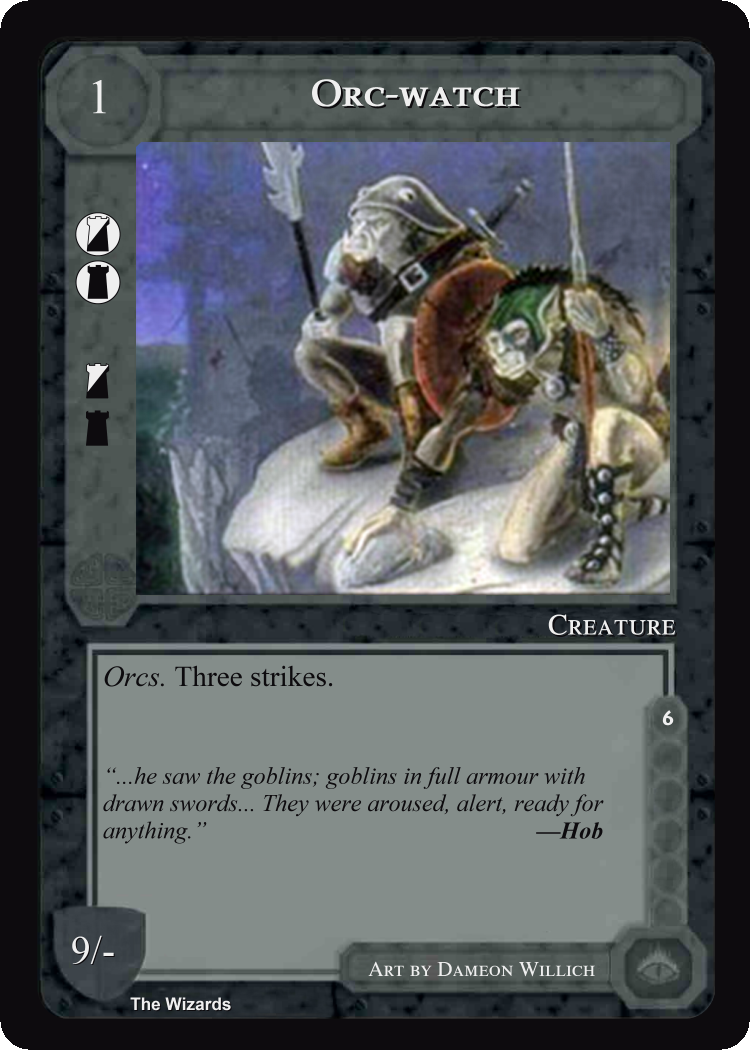 1
Orc-watch
Creature
Orcs. Three strikes.
6
“...he saw the goblins; goblins in full armour with
drawn swords... They were aroused, alert, ready for
anything.” —Hob
9/-
Art by Dameon Willich
The Wizards